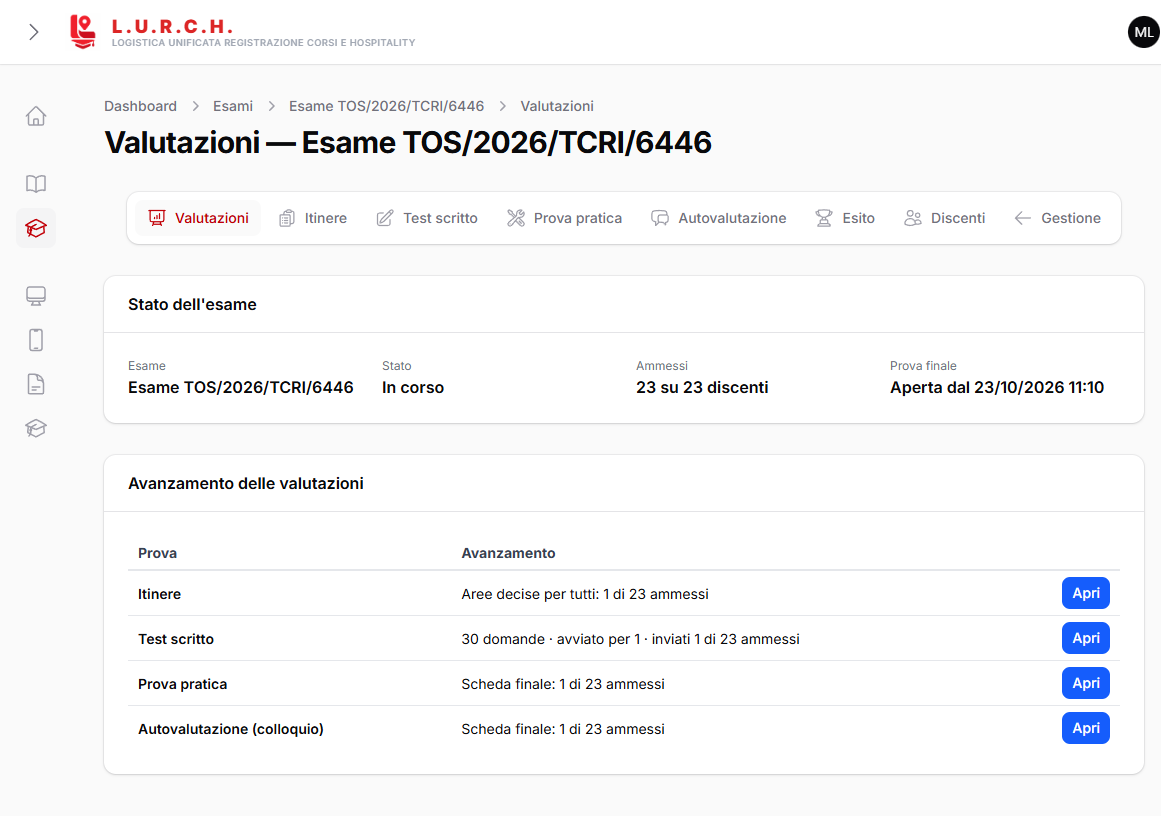 L.U.R.C.H.
LOGISTICA UNIFICATA REGISTRAZIONE CORSI E HOSPITALITY
ML
Dashboard > Esami > Esame TOS/2026/TCRI/6446 > Valutazioni
Valutazioni — Esame TOS/2026/TCRI/6446
Valutazioni Itinere Test scritto Prova pratica Autovalutazione Esito Discenti Gestione
Stato dell'esame
Esame Stato Ammessi Prova finale
Esame TOS/2026/TCRI/6446 In corso 23 su 23 discenti Aperta dal 23/10/2026 11:10
Avanzamento delle valutazioni
Prova Avanzamento
Itinere Aree decise per tutti: 1 di 23 ammessi Apri
Test scritto 30 domande · avviato per 1 · inviati 1 di 23 ammessi Apri
Prova pratica Scheda finale: 1 di 23 ammessi Apri
Autovalutazione (colloquio) Scheda finale: 1 di 23 ammessi Apri